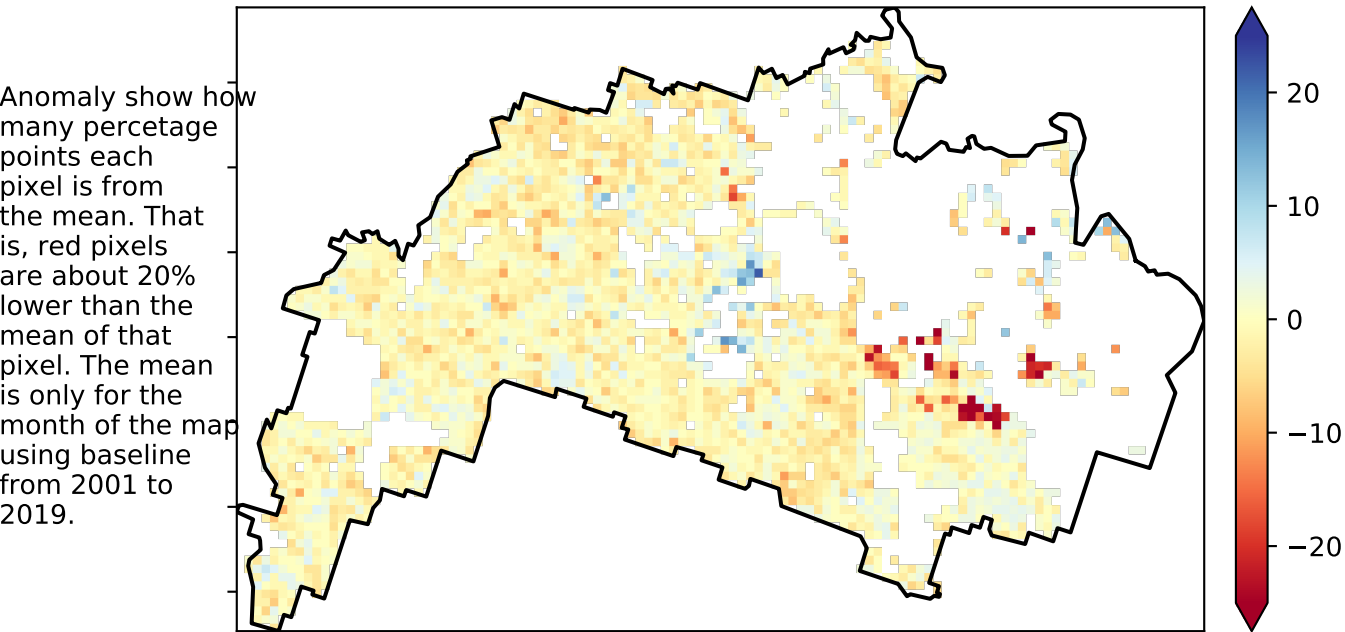 Anomaly show how
many percetage
points each
pixel is from
the mean. That
is, red pixels
are about 20%
lower than the
mean of that
pixel. The mean
is only for the
month of the map
using baseline
from 2001 to
2019.
20
10
0
−10
−20